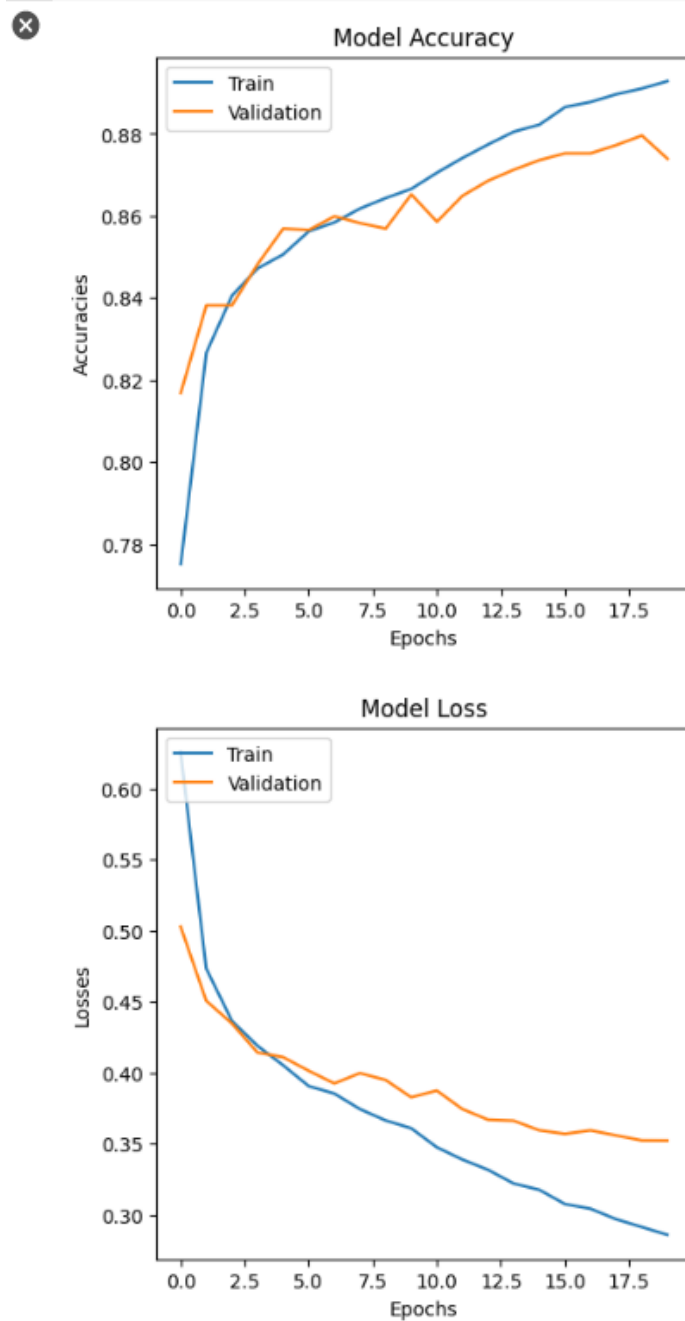 Model Accuracy
Train
Validation
0.88
0.86
0.84
0.82
0.80
0.78
Accuracies
0.0 2.5 5.0 7.5 10.0 12.5 15.0 17.5
Epochs
Model Loss
Train
Validation
0.60
0.55
0.50
0.45
0.40
0.35
0.30
Losses
0.0 2.5 5.0 7.5 10.0 12.5 15.0 17.5
Epochs